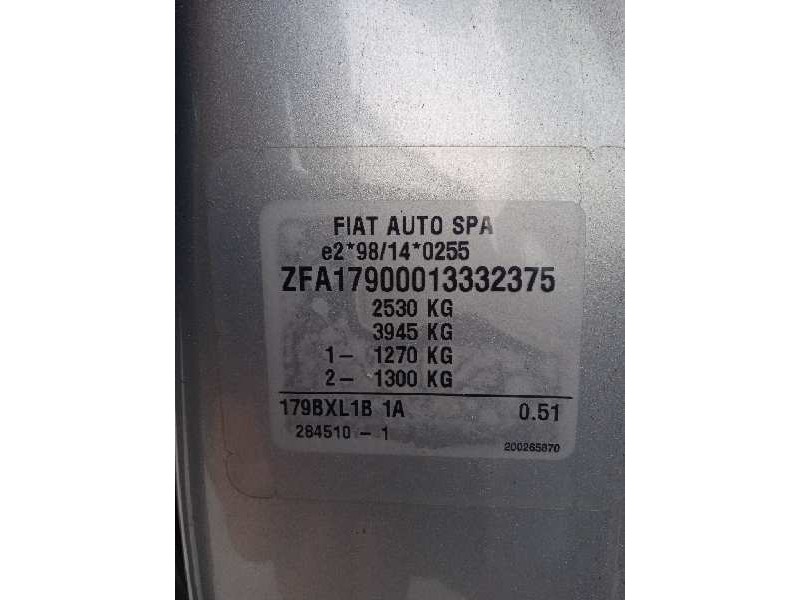 FIAT AUTO SPA
e2*98/14*0255
ZFA17900013332375
2530 KG
3945 KG
1- 1270 KG
2- 1300 KG
179BXL1B 1A 0.51
284510-1 200265870